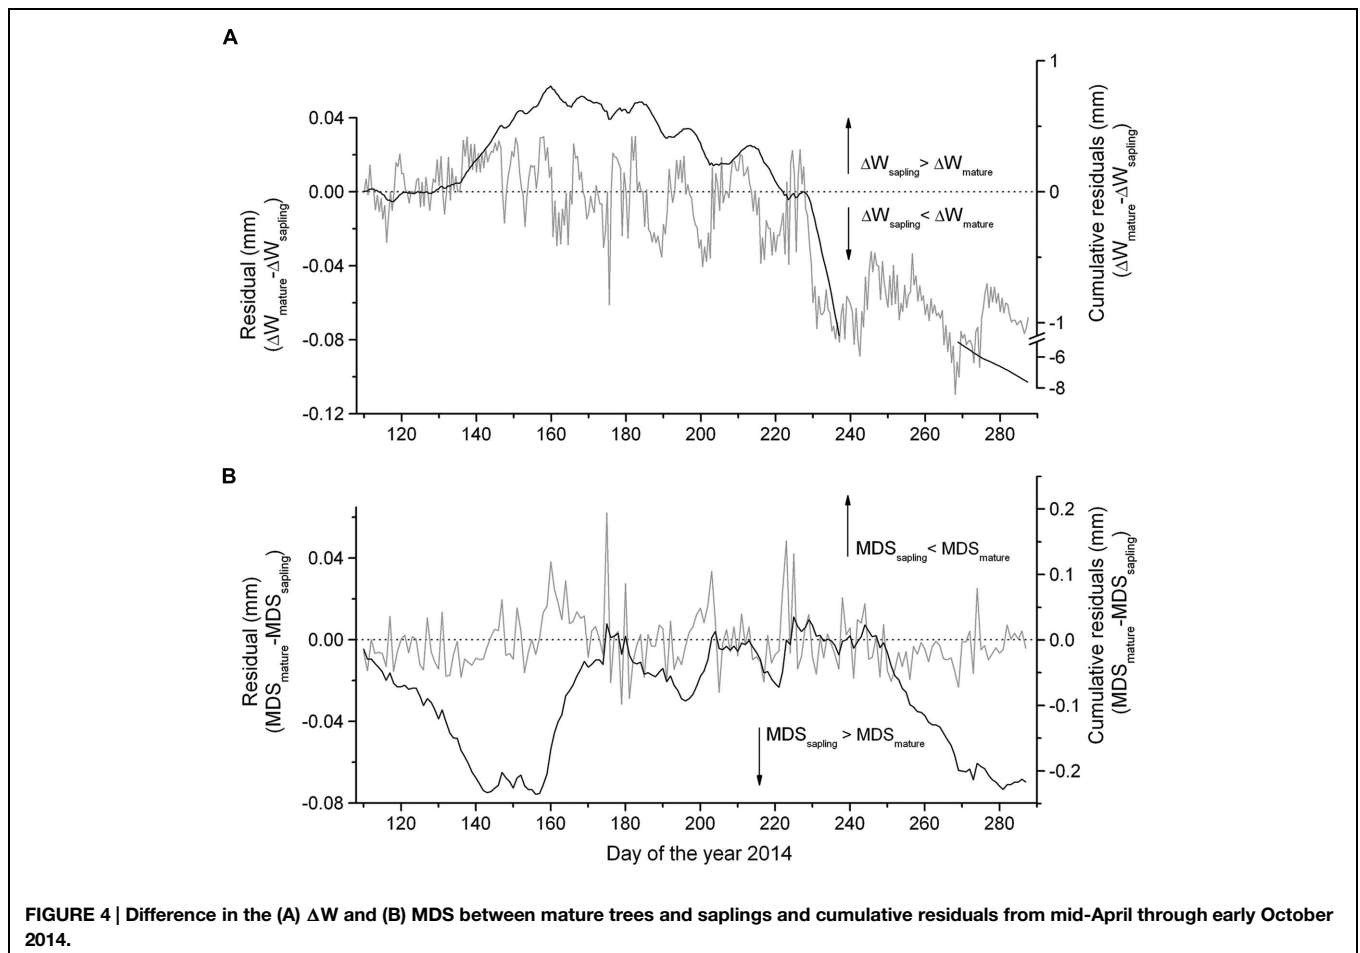 A
Residual (mm)
(ΔWmature-ΔWsapling)
0.04
0.00
-0.04
-0.08
-0.12
ΔWsapling> ΔWmature
ΔWsapling< ΔWmature
1
0
-1
-6
-8
Cumulative residuals (mm)
(ΔWmature-ΔWsapling)
120 140 160 180 200 220 240 260 280
B
Residual (mm)
(MDSmature-MDSsapling)
0.04
0.00
-0.04
-0.08
MDSsapling< MDSmature
MDSsapling > MDSmature
0.2
0.1
0.0
-0.1
-0.2
Cumulative residuals (mm)
(MDSmature-MDSsapling)
120 140 160 180 200 220 240 260 280
Day of the year 2014
FIGURE 4 | Difference in the (A) ΔW and (B) MDS between mature trees and saplings and cumulative residuals from mid-April through early October
2014.